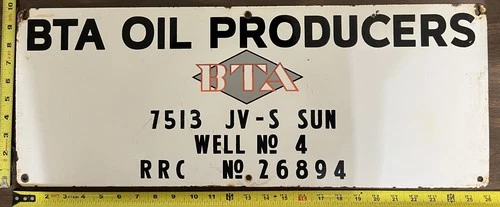 BTA OIL PRODUCERS
BTA
7513 JV-S SUN
WELL Nº 4
RRC Nº 26894